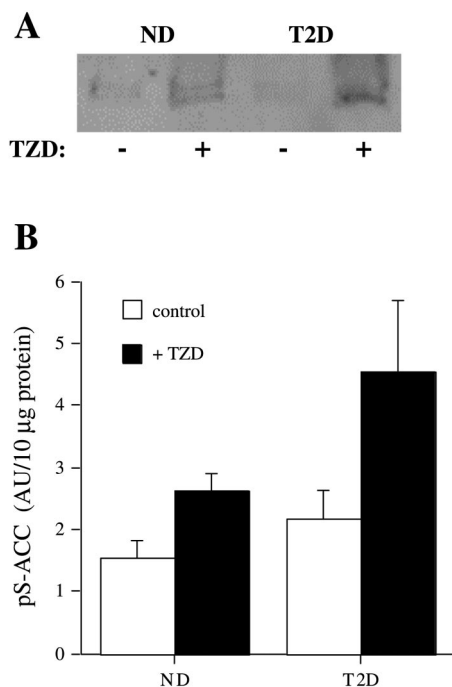 A
ND T2D
TZD: - + - +
B
6
5
4
3
2
1
0
pS-ACC (AU/10 µg protein)
control
+ TZD
ND T2D